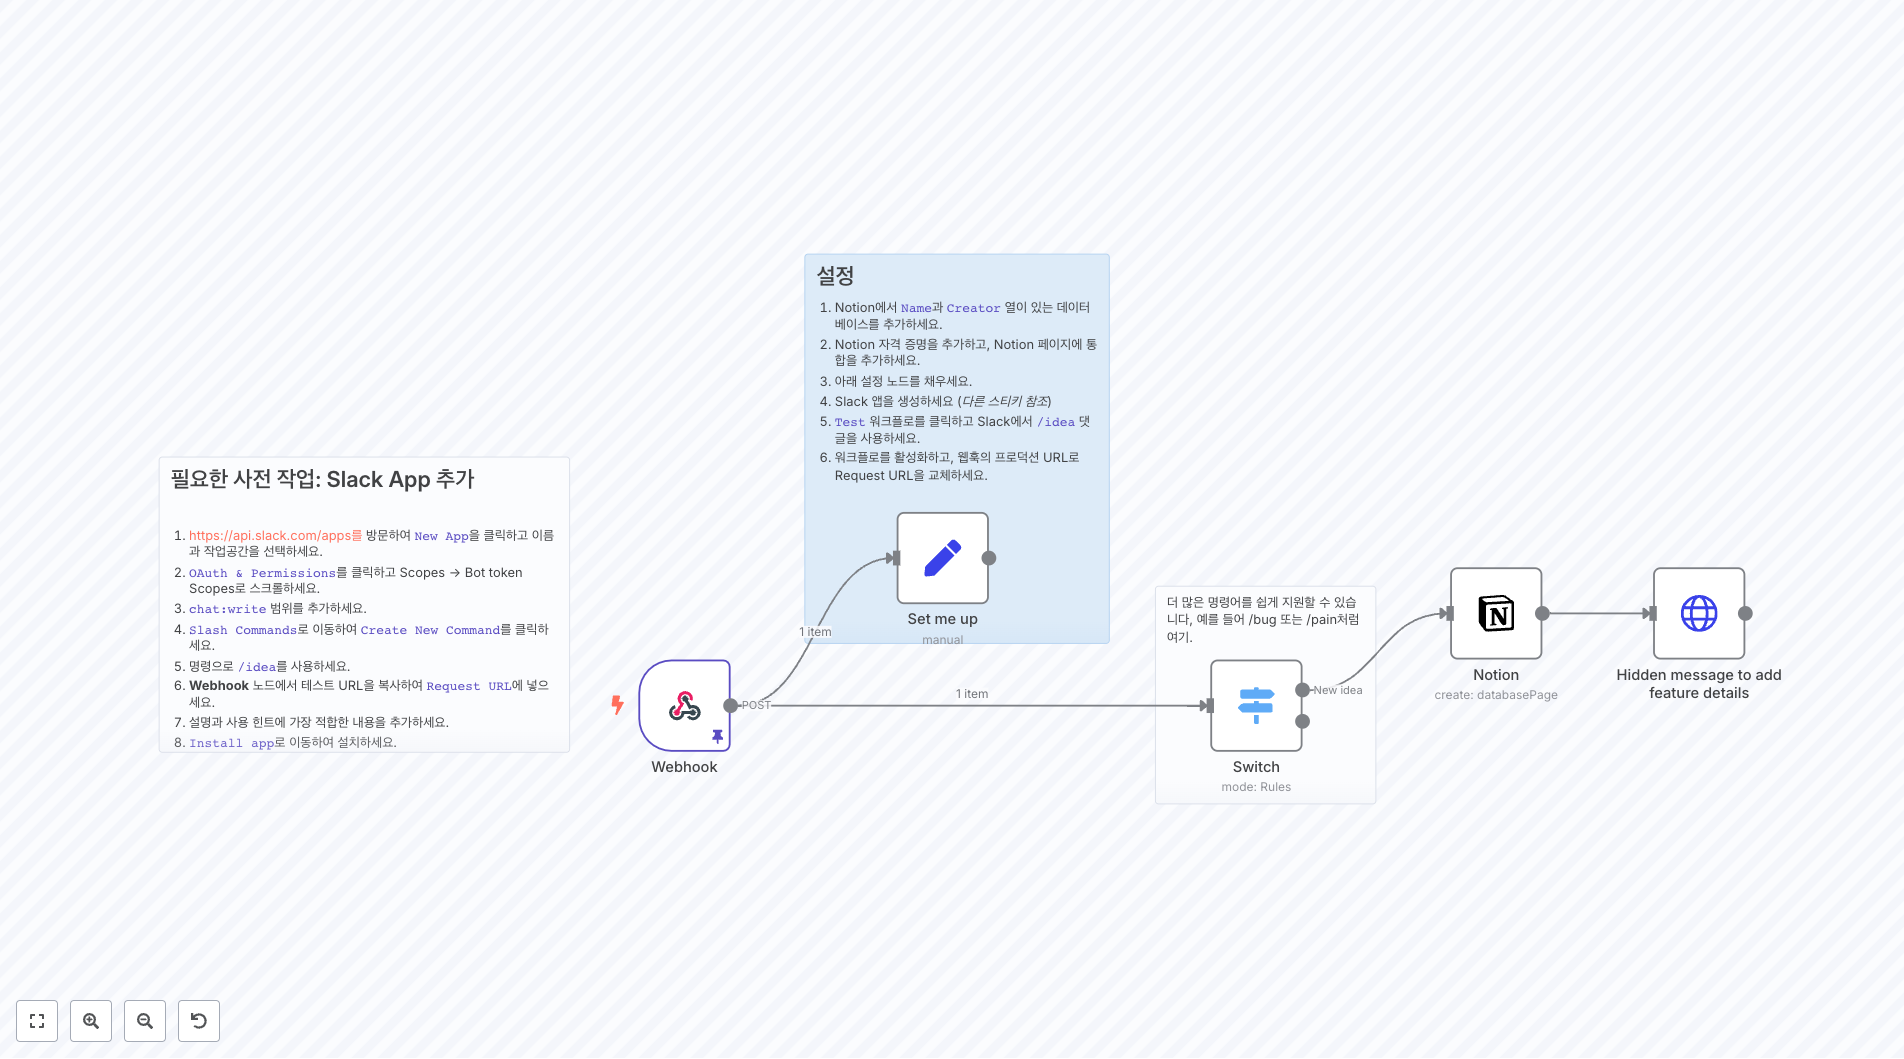 설정
1. Notion에서 Name과 Creator 열이 있는 데이터
베이스를 추가하세요.
2. Notion 자격 증명을 추가하고, Notion 페이지에 통
합을 추가하세요.
3. 아래 설정 노드를 채우세요.
4. Slack 앱을 생성하세요 (다른 스티키 참조)
5. Test 워크플로를 클릭하고 Slack에서 /idea 댓
글을 사용하세요.
6. 워크플로를 활성화하고, 웹훅의 프로덕션 URL로
Request URL을 교체하세요.
필요한 사전 작업: Slack App 추가
1. https://api.slack.com/apps를 방문하여 New App을 클릭하고 이름
과 작업공간을 선택하세요.
2. OAuth & Permissions를 클릭하고 Scopes → Bot token
Scopes로 스크롤하세요.
3. chat:write 범위를 추가하세요.
4. Slash Commands로 이동하여 Create New Command를 클릭하
세요.
5. 명령으로 /idea를 사용하세요.
6. Webhook 노드에서 테스트 URL을 복사하여 Request URL에 넣으
세요.
7. 설명과 사용 힌트에 가장 적합한 내용을 추가하세요.
8. Install app로 이동하여 설치하세요.
Set me up
manual
1 item
POST
Webhook
1 item
더 많은 명령어를 쉽게 지원할 수 있습
니다, 예를 들어 /bug 또는 /pain처럼
여기.
New idea
Switch
mode: Rules
N
Notion
create: databasePage
Hidden message to add
feature details